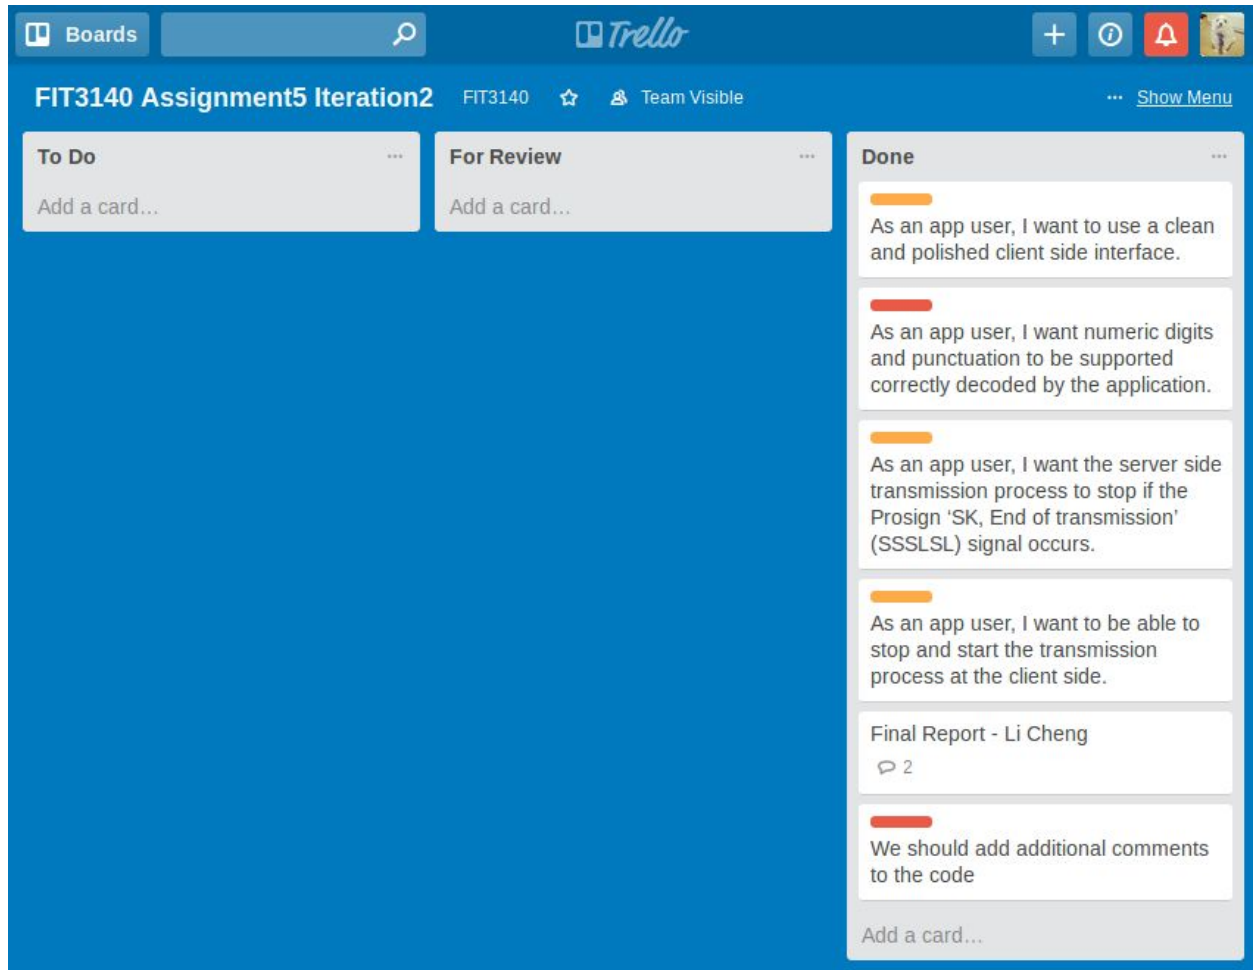 Boards
Trello
FIT3140 Assignment5 Iteration2
FIT3140
Team Visible
... Show Menu
To Do
...
Add a card…
For Review
...
Add a card…
Done
...
As an app user, I want to use a clean
and polished client side interface.
As an app user, I want numeric digits
and punctuation to be supported
correctly decoded by the application.
As an app user, I want the server side
transmission process to stop if the
Prosign ‘SK, End of transmission’
(SSSLSL) signal occurs.
As an app user, I want to be able to
stop and start the transmission
process at the client side.
Final Report - Li Cheng
2
We should add additional comments
to the code
Add a card…